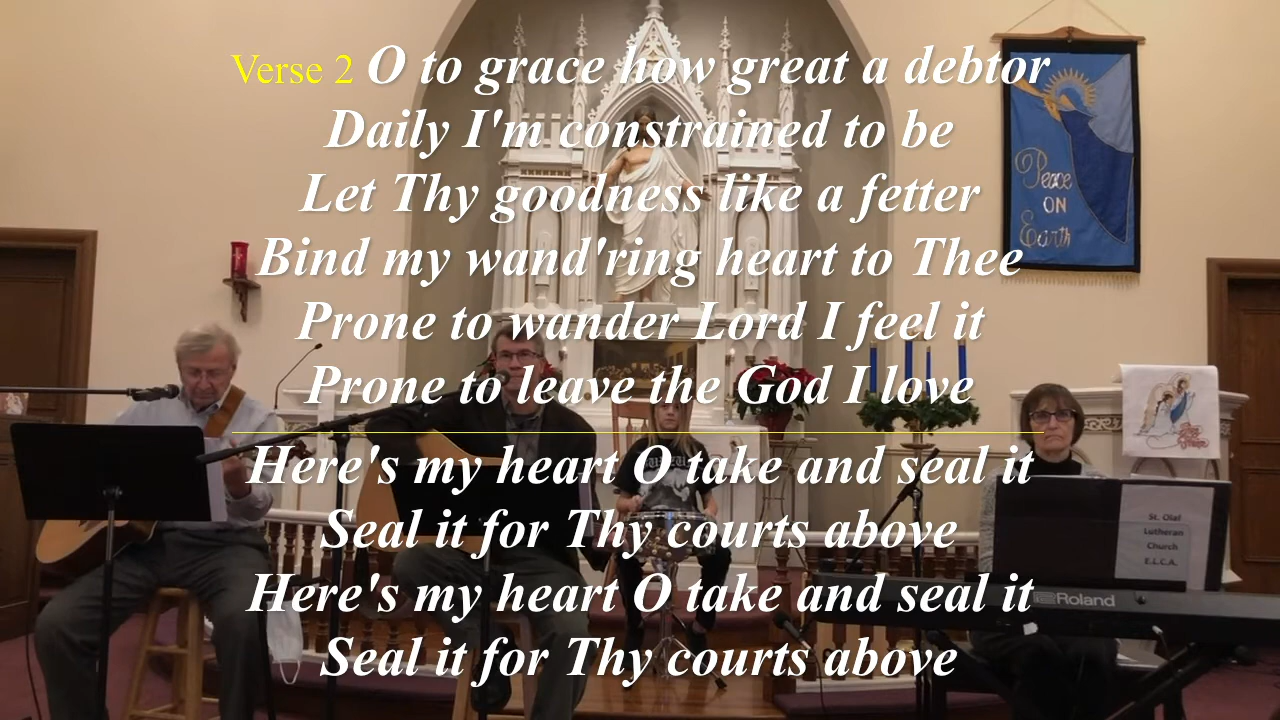 Verse 2 O to grace how great a debtor
Daily I'm constrained to be
Let Thy goodness like a fetter
Bind my wand'ring heart to Thee
Prone to wander Lord I feel it
Prone to leave the God I love
Here's my heart O take and seal it
Seal it for Thy courts above
Here's my heart O take and seal it
Seal it for Thy courts above
Peace
ON
Earth
St. Olaf
Lutheran
Church
E.L.C.A.
Roland